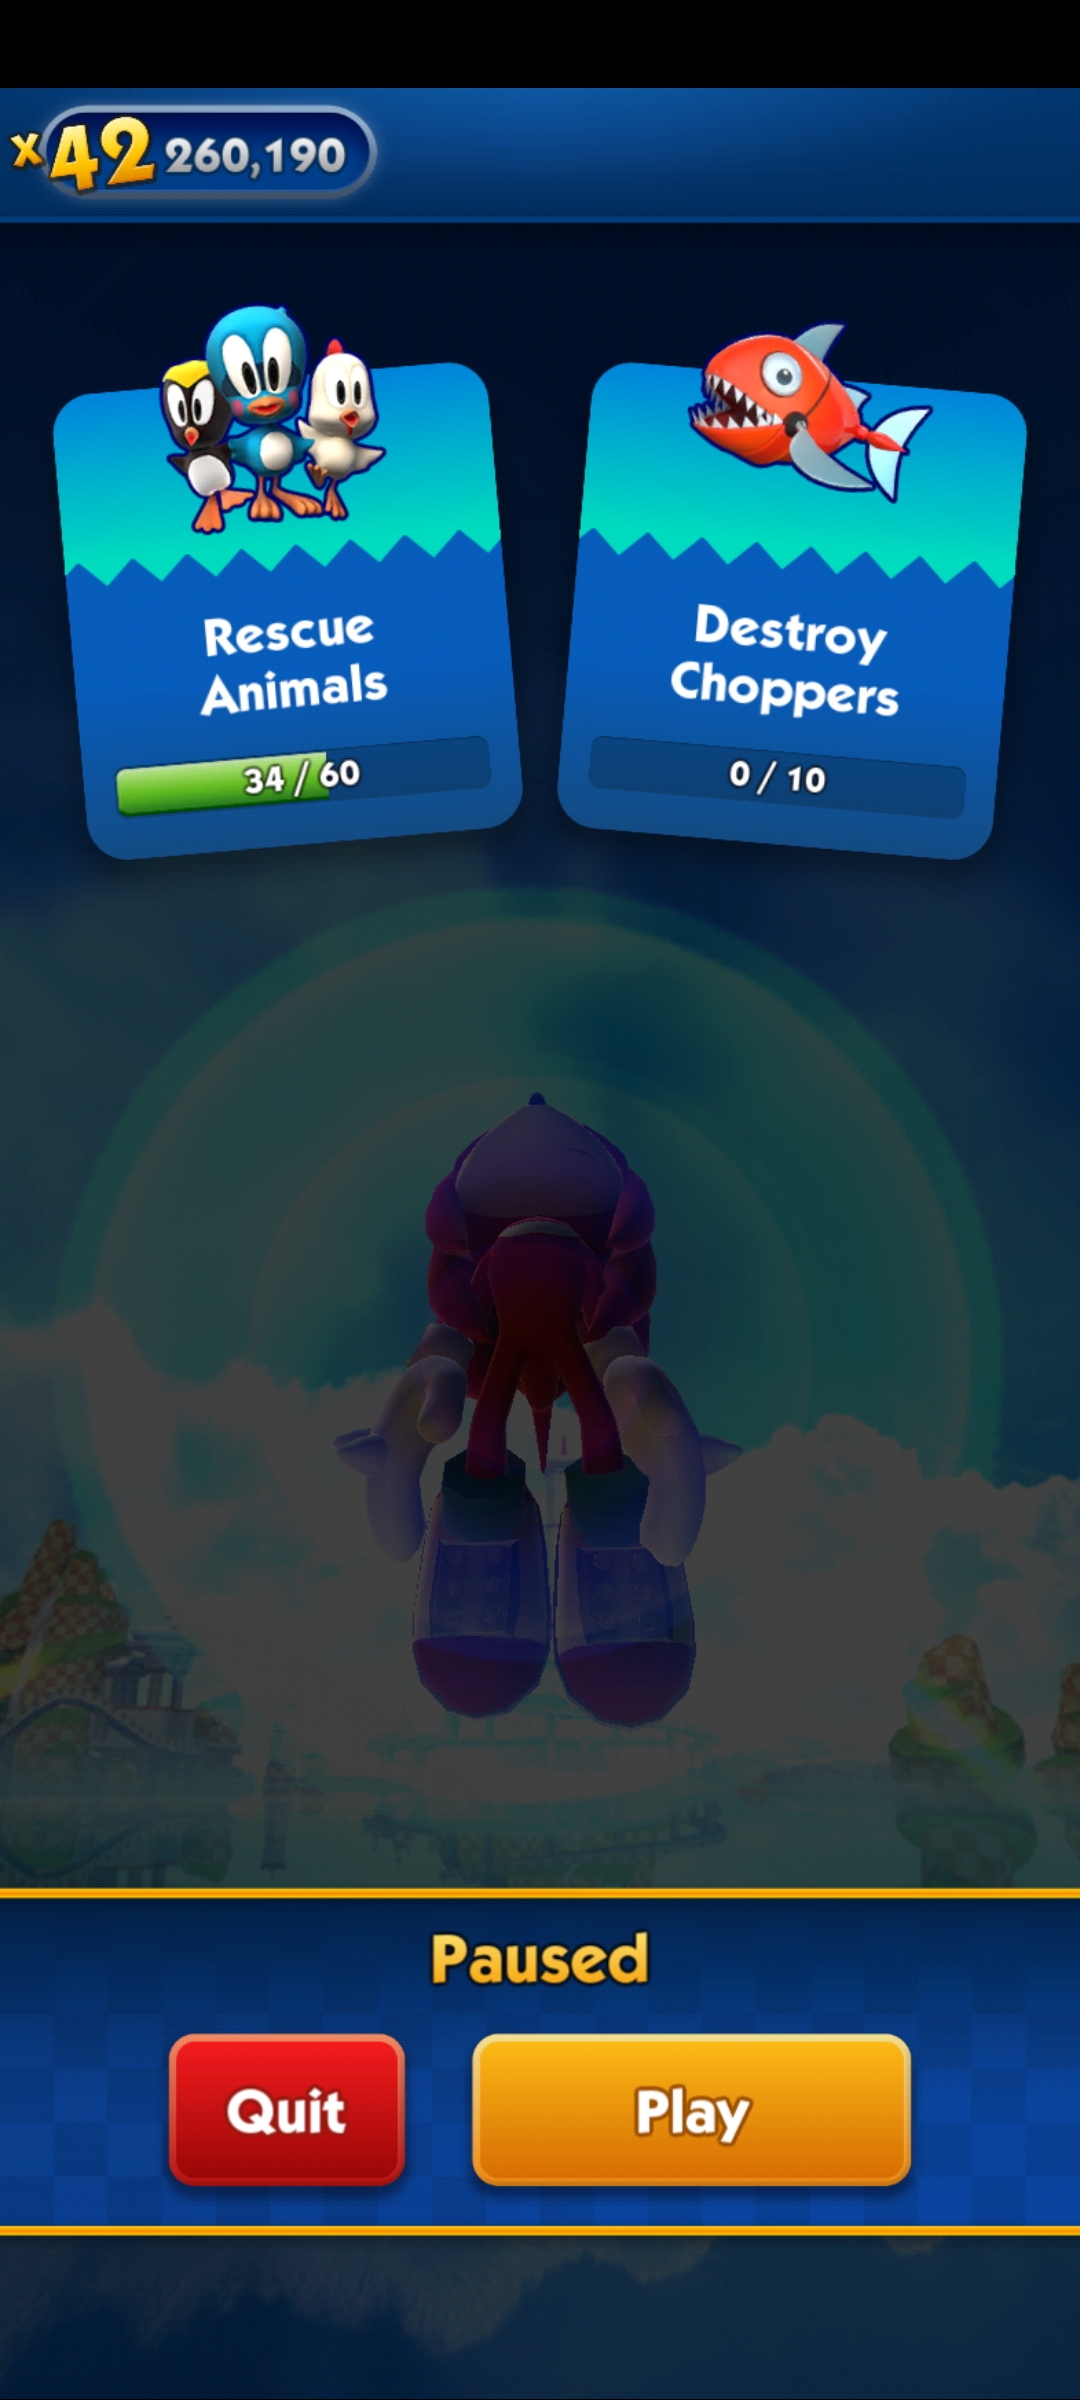 x42 260,190
Rescue
Animals
34 / 60
Destroy
Choppers
0 / 10
Paused
Quit
Play